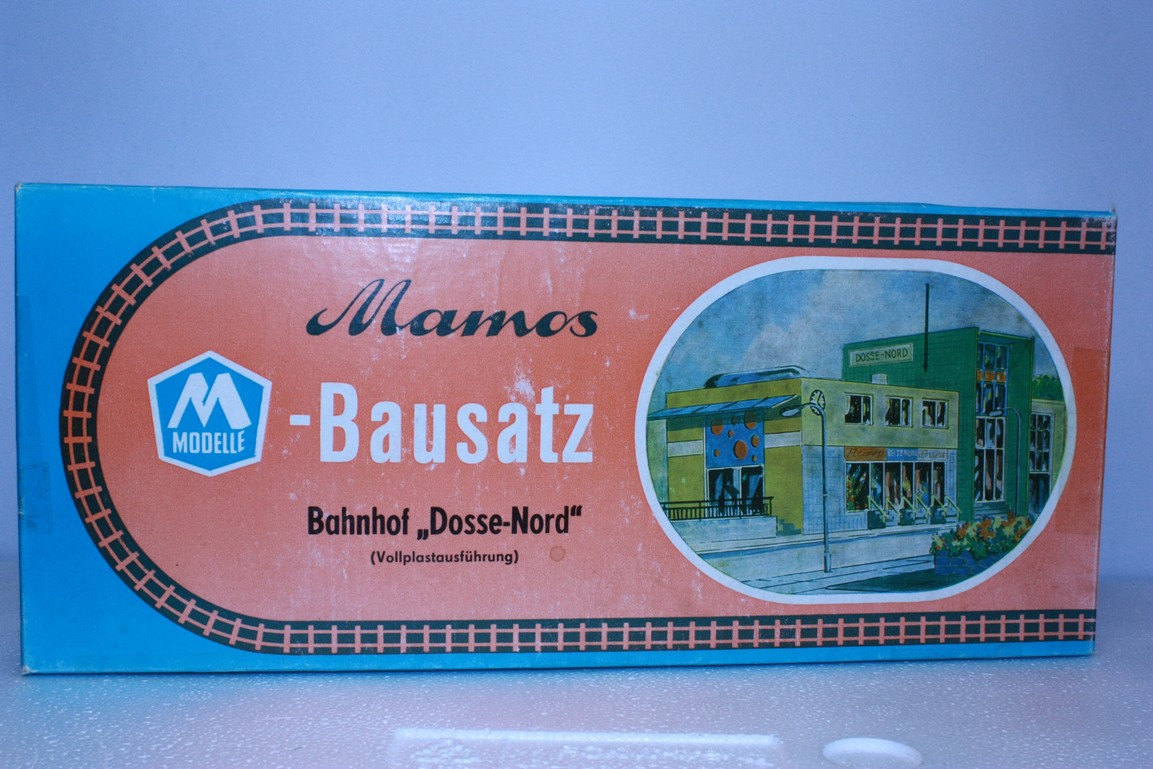 Mamos
M
MODELLE
-Bausatz
Bahnhof „Dosse-Nord“
(Vollplastausführung)
DOSSE-NORD